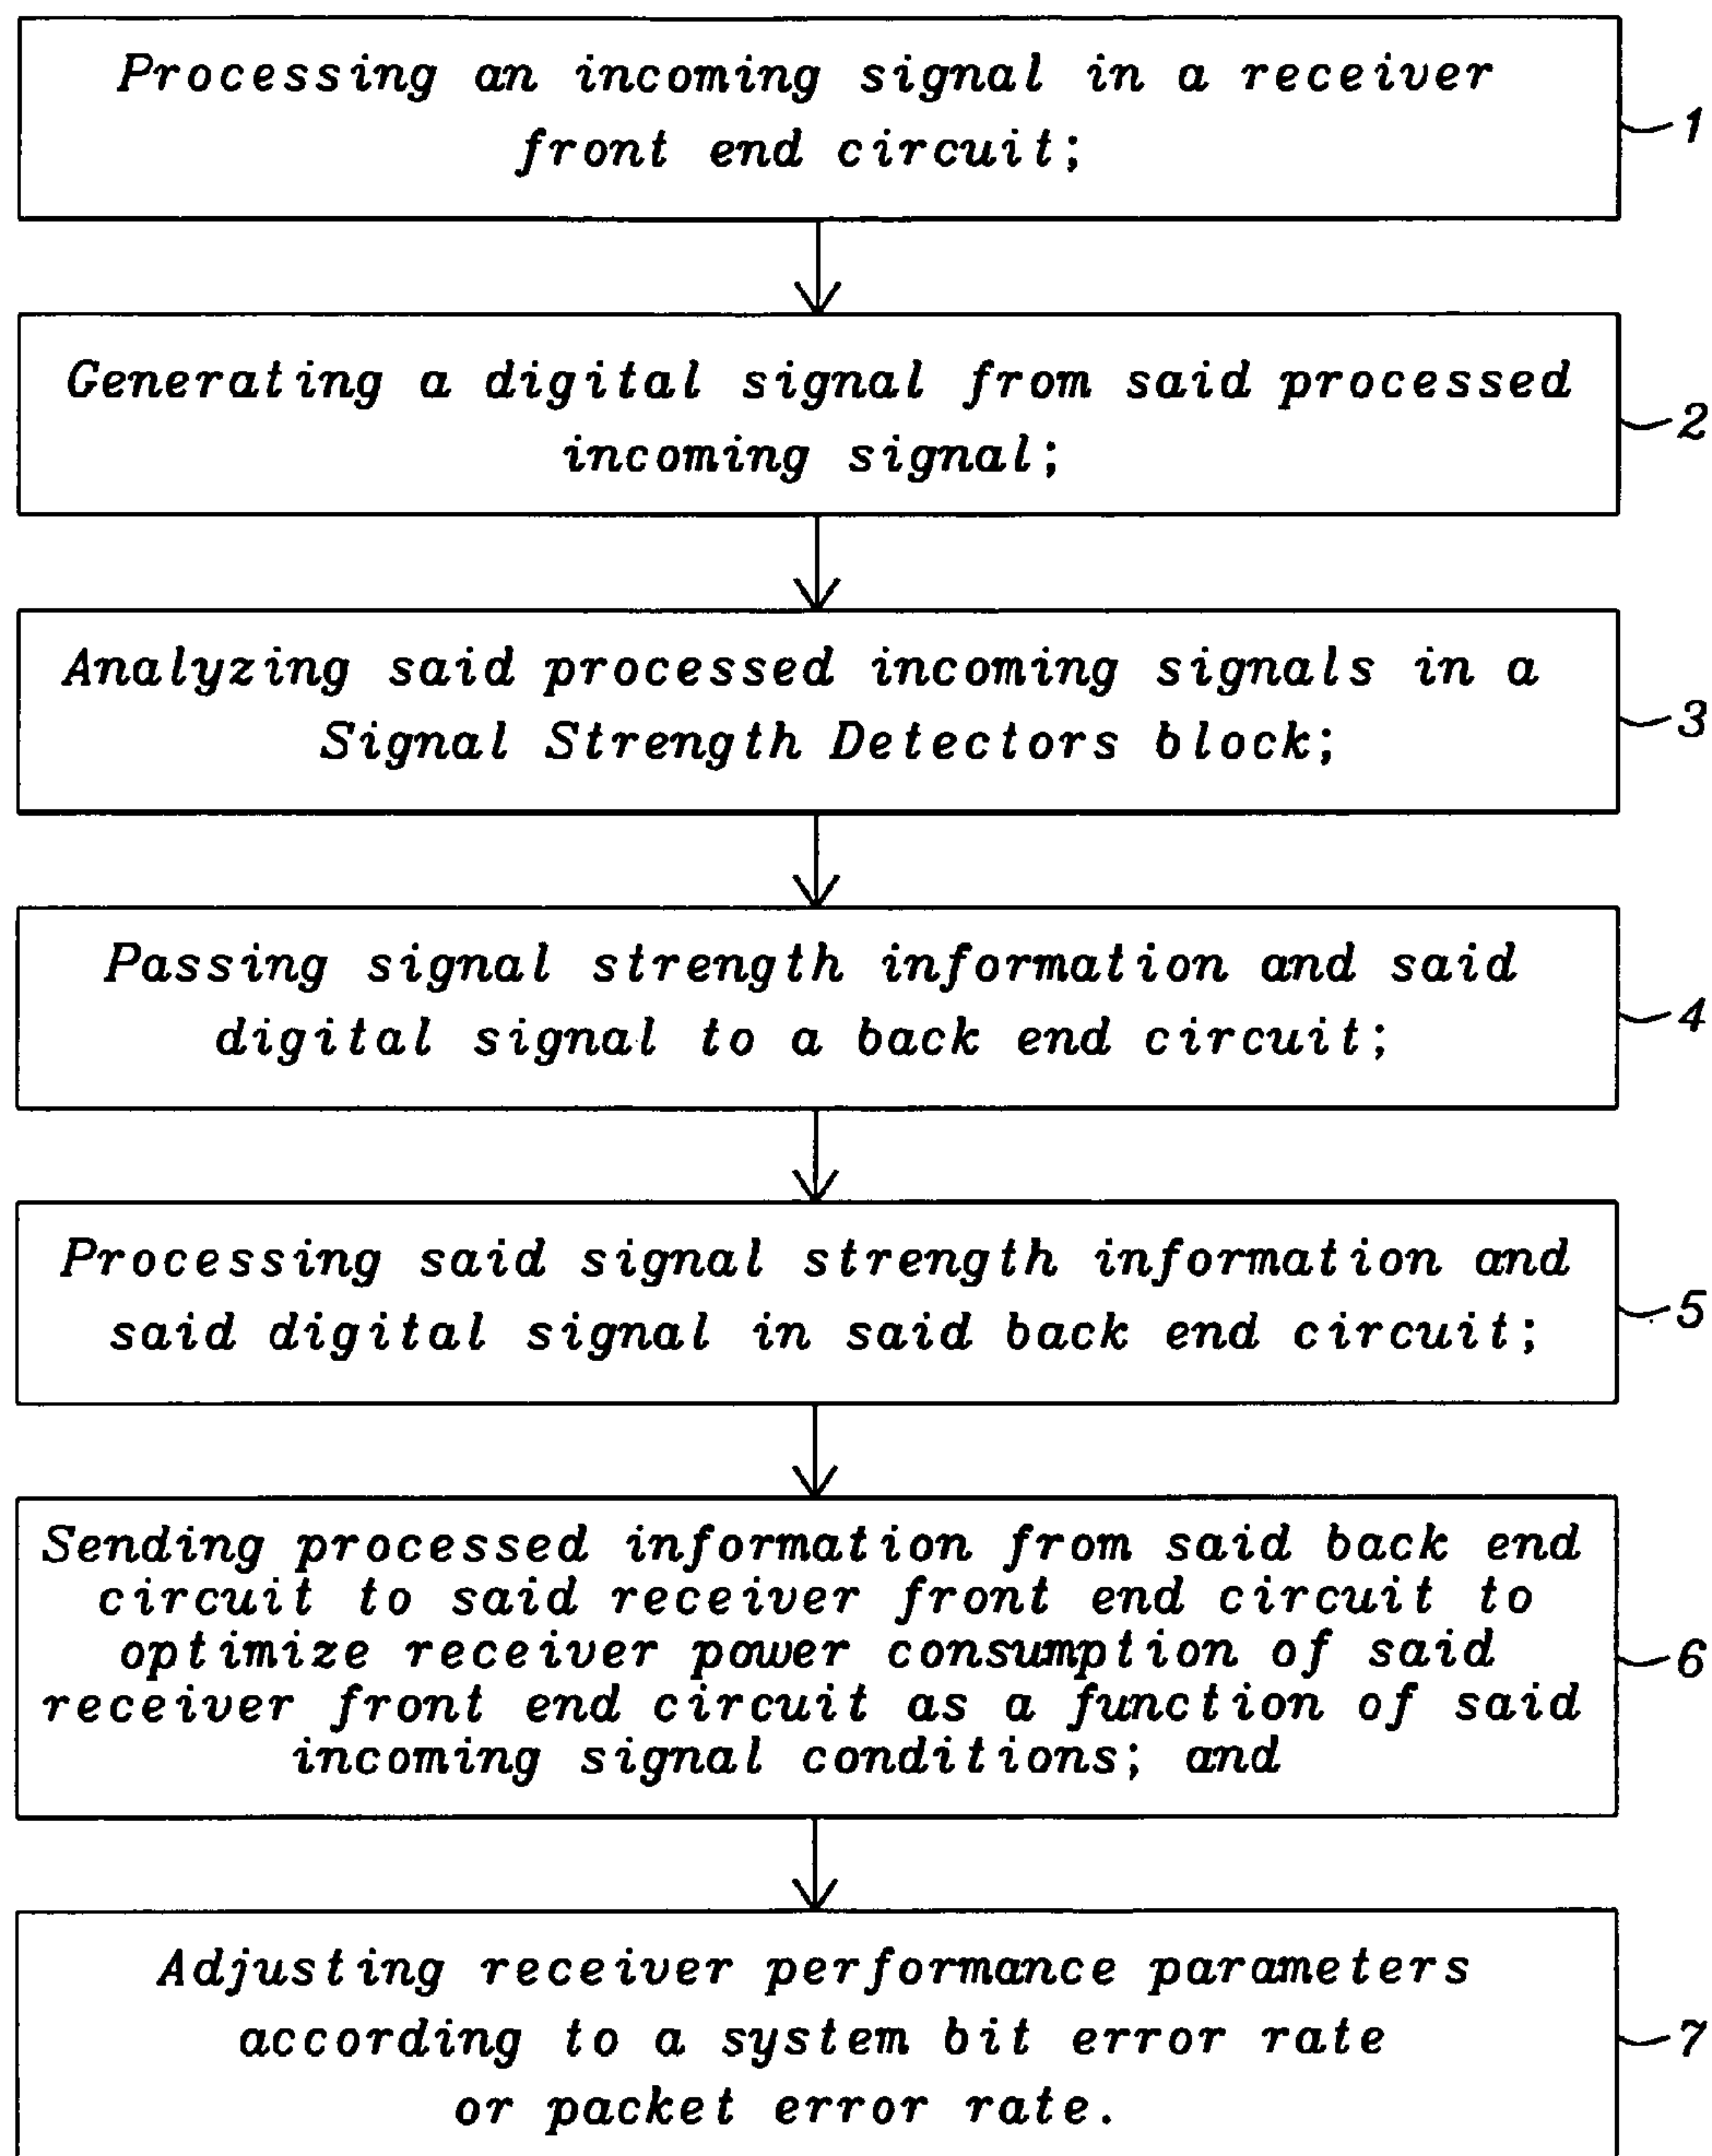 Processing an incoming signal in a receiver
front end circuit;
1
Generating a digital signal from said processed
incoming signal;
2
Analyzing said processed incoming signals in a
Signal Strength Detectors block;
3
Passing signal strength information and said
digital signal to a back end circuit;
4
Processing said signal strength information and
said digital signal in said back end circuit;
5
Sending processed information from said back end
circuit to said receiver front end circuit to
optimize receiver power consumption of said
receiver front end circuit as a function of said
incoming signal conditions; and
6
Adjusting receiver performance parameters
according to a system bit error rate
or packet error rate.
7